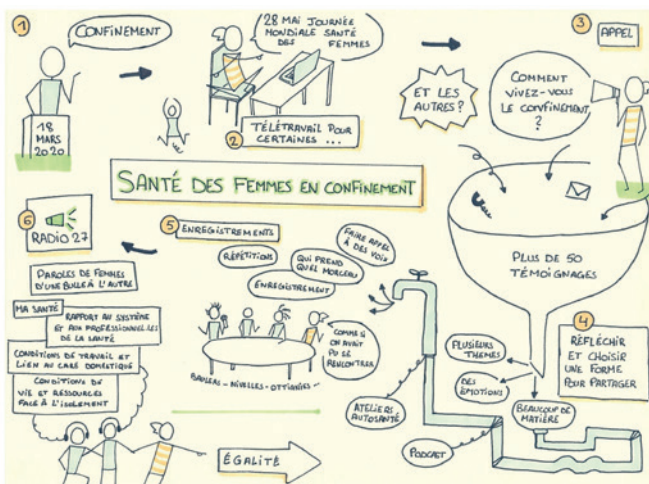 1
CONFINEMENT
18
MARS
2020
28 MAI JOURNÉE
MONDIALE SANTÉ
DES FEMMES
2
TÉLÉTRAVAIL POUR
CERTAINES ...
ET LES
AUTRES ?
3
APPEL
COMMENT
VIVEZ-VOUS
LE CONFINEMENT
?
PLUS DE 50
TÉMOIGNAGES
SANTÉ DES FEMMES EN CONFINEMENT
4
RÉFLÉCHIR
ET CHOISIR
UNE FORME
POUR PARTAGER
PLUSIEURS
THEMES
DES
ÉMOTIONS
BEAUCOUP DE
MATIÈRE
ATELIERS
AUTOSANTÉ
PODCAST
5
ENREGISTREMENTS
RÉPÉTITIONS
FAIRE APPEL
À DES VOIX
QUI PREND
QUEL MORCEAU
ENREGISTREMENT
COMME SI
ON AVAIT
PU SE
RENCONTRER
NIVELLES - OTTIGNIES -
6
RADIO 27
PAROLES DE FEMMES
D'UNE BULLE À L'AUTRE
MA SANTÉ
RAPPORT AU SYSTÈME
ET AUX PROFESSIONNEL·LES
DE LA SANTÉ
CONDITIONS DE TRAVAIL ET
LIEN AU CARE DOMESTIQUE
CONDITIONS DE
VIE ET RESSOURCES
FACE À L'ISOLEMENT
ÉGALITÉ